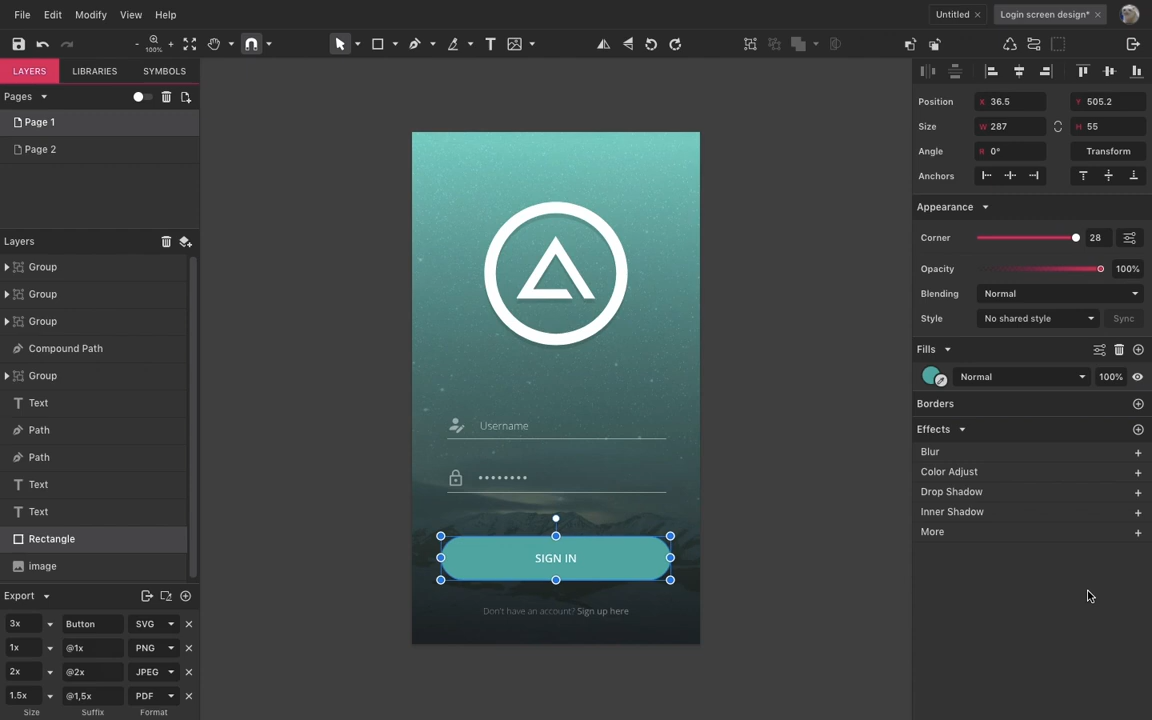 File Edit Modify View Help Untitled Login screen design*
- 100% + T
LAYERS LIBRARIES SYMBOLS
Pages
Page 1
Page 2
Layers
Group
Group
Group
Compound Path
Group
Text
Path
Path
Text
Text
Rectangle
image
Export
3x Button SVG
1x @1x PNG
2x @2x JPEG
1.5x @1,5x PDF
Size Suffix Format
Username
SIGN IN
Don't have an account? Sign up here
Position X 36.5 Y 505.2
Size W 287 H 55
Angle R 0° Transform
Anchors
Appearance
Corner 28
Opacity 100%
Blending Normal
Style No shared style Sync
Fills
Normal 100%
Borders
Effects
Blur +
Color Adjust +
Drop Shadow +
Inner Shadow +
More +